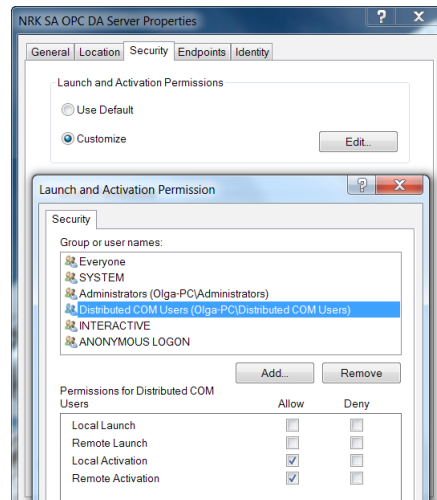 NRK SA OPC DA Server Properties
General Location Security Endpoints Identity
Launch and Activation Permissions
Use Default
Customize
Edit...
Launch and Activation Permission
Security
Group or user names:
Everyone
SYSTEM
Administrators (Olga-PC\Administrators)
Distributed COM Users (Olga-PC\Distributed COM Users)
INTERACTIVE
ANONYMOUS LOGON
Add... Remove
Permissions for Distributed COM
Users Allow Deny
Local Launch
Remote Launch
Local Activation
Remote Activation